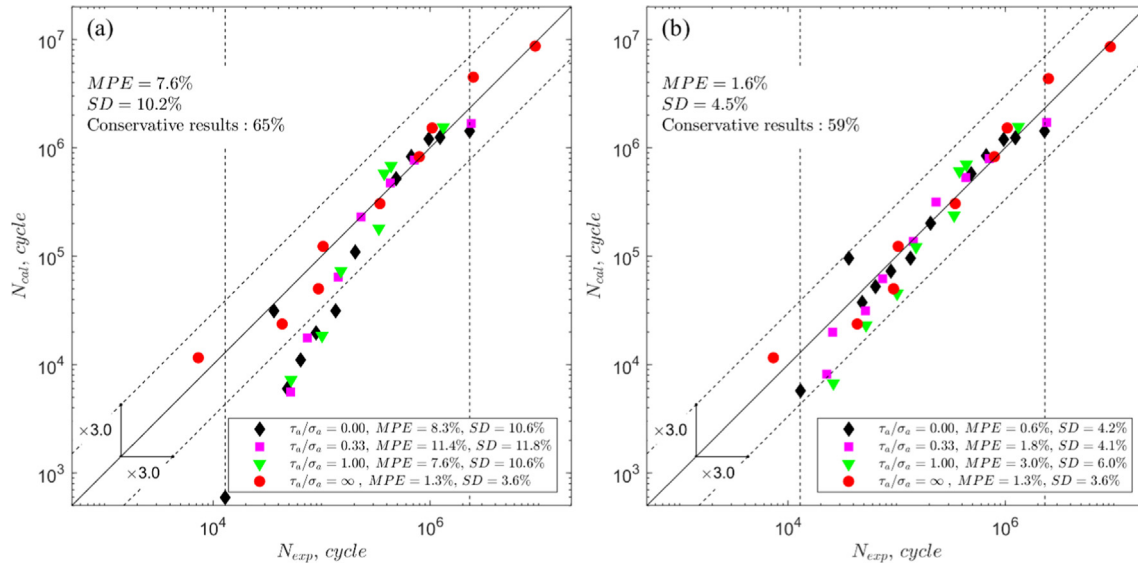 (a)
MPE = 7.6%
SD = 10.2%
Conservative results : 65%
10^7
10^6
10^5
10^4
10^3
N_cal, cycle
×3.0
×3.0
τ_a/σ_a = 0.00, MPE = 8.3%, SD = 10.6%
τ_a/σ_a = 0.33, MPE = 11.4%, SD = 11.8%
τ_a/σ_a = 1.00, MPE = 7.6%, SD = 10.6%
τ_a/σ_a = ∞ , MPE = 1.3%, SD = 3.6%
10^4
10^6
N_exp, cycle
(b)
MPE = 1.6%
SD = 4.5%
Conservative results : 59%
10^7
10^6
10^5
10^4
10^3
N_cal, cycle
×3.0
×3.0
τ_a/σ_a = 0.00, MPE = 0.6%, SD = 4.2%
τ_a/σ_a = 0.33, MPE = 1.8%, SD = 4.1%
τ_a/σ_a = 1.00, MPE = 3.0%, SD = 6.0%
τ_a/σ_a = ∞ , MPE = 1.3%, SD = 3.6%
10^4
10^6
N_exp, cycle